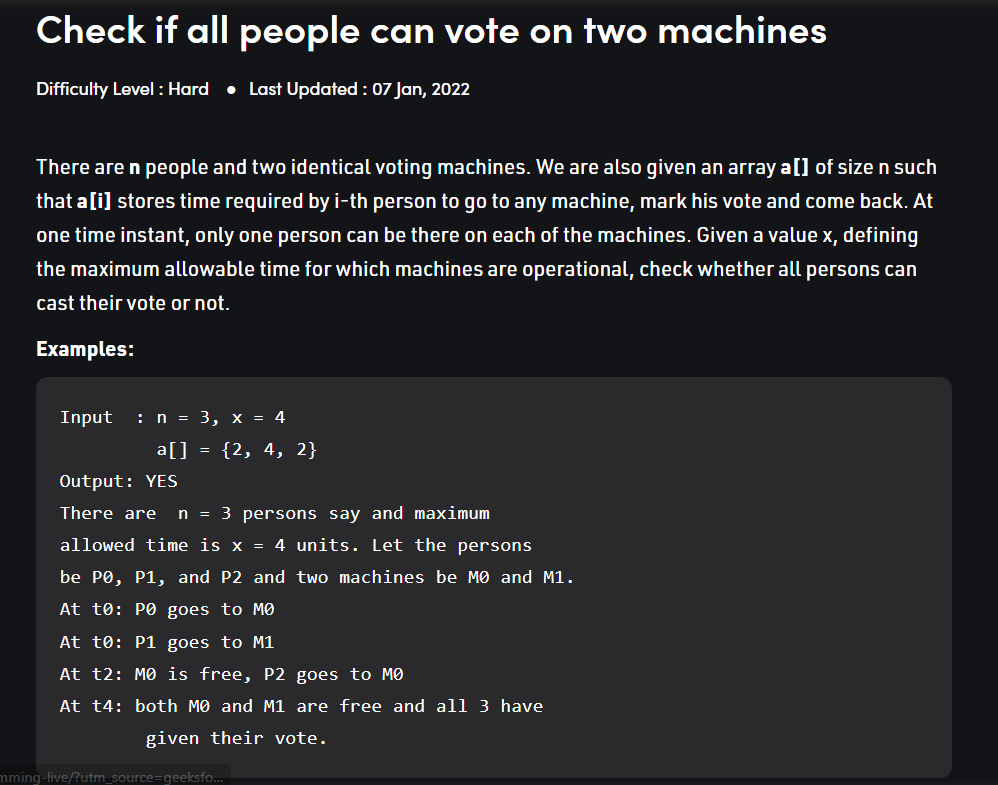 Check if all people can vote on two machines
Difficulty Level : Hard ● Last Updated : 07 Jan, 2022
There are n people and two identical voting machines. We are also given an array a[] of size n such
that a[i] stores time required by i-th person to go to any machine, mark his vote and come back. At
one time instant, only one person can be there on each of the machines. Given a value x, defining
the maximum allowable time for which machines are operational, check whether all persons can
cast their vote or not.
Examples:
Input  : n = 3, x = 4
         a[] = {2, 4, 2}
Output: YES
There are  n = 3 persons say and maximum
allowed time is x = 4 units. Let the persons
be P0, P1, and P2 and two machines be M0 and M1.
At t0: P0 goes to M0
At t0: P1 goes to M1
At t2: M0 is free, P2 goes to M0
At t4: both M0 and M1 are free and all 3 have
        given their vote.
mming-live/?utm_source=geeksfo...